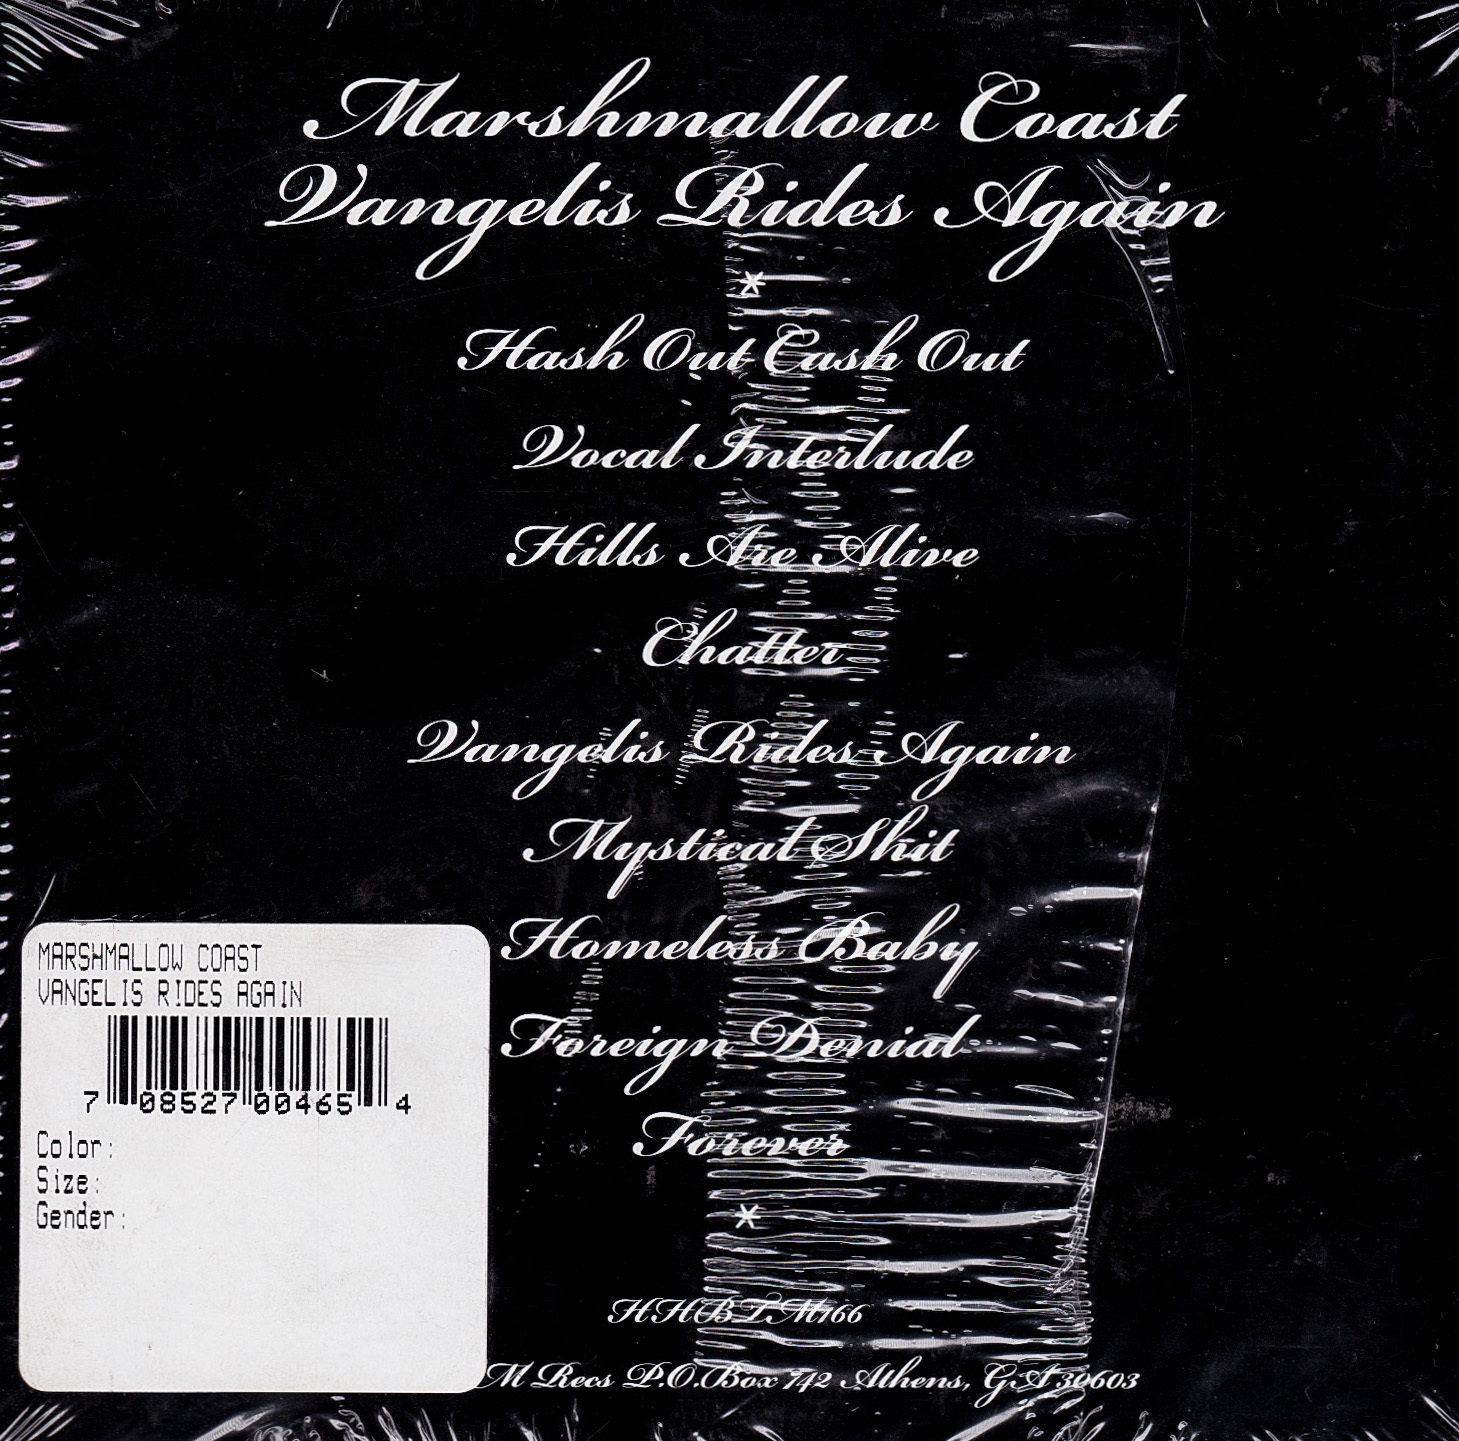 Marshmallow Coast
Vangelis Rides Again
*
Hash Out Cash Out
Vocal Interlude
Hills Are Alive
Chatter
Vangelis Rides Again
Mystical Shit
Homeless Baby
Foreign Denial
Forever
*
HHBTM166
M Recs P.O.Box 742 Athens, GA 30603
MARSHMALLOW COAST
VANGELIS RIDES AGAIN
7 08527 00465 4
Color:
Size:
Gender: